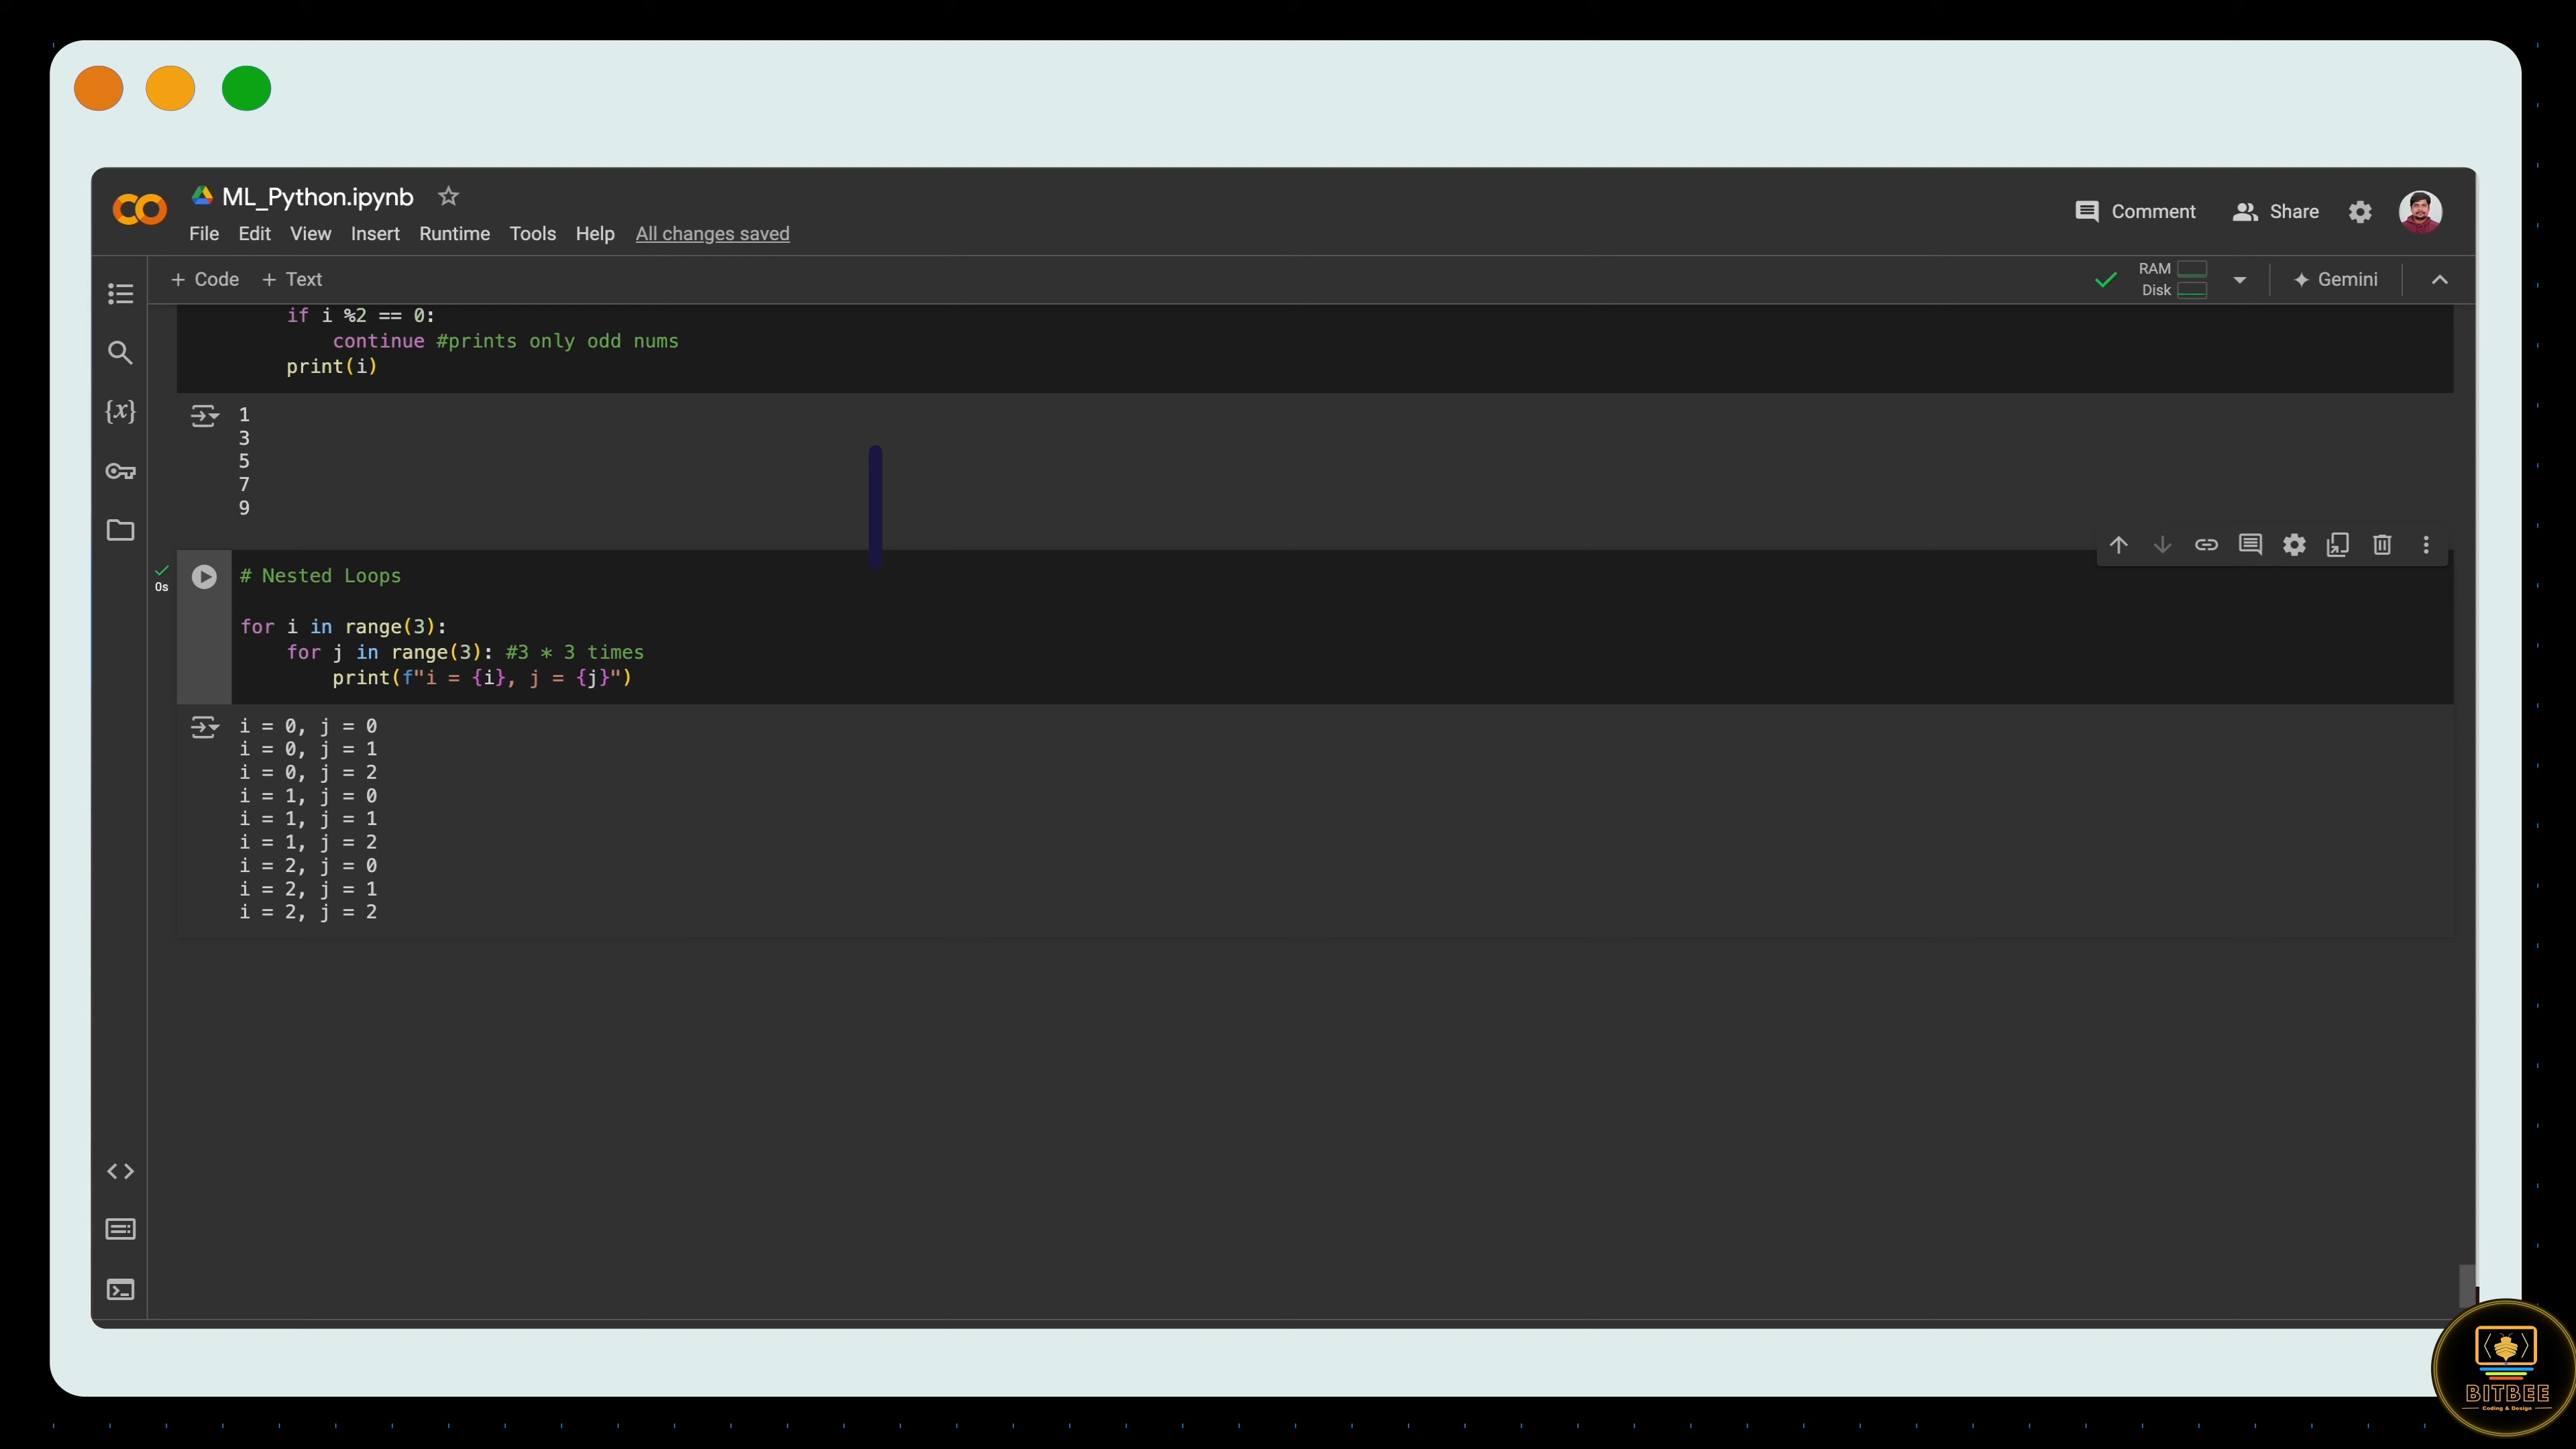 ML_Python.ipynb
File Edit View Insert Runtime Tools Help All changes saved
Comment Share
+ Code + Text
RAM
Disk
Gemini
if i %2 == 0:
continue #prints only odd nums
print(i)
1
3
5
7
9
0s
# Nested Loops
for i in range(3):
for j in range(3): #3 * 3 times
print(f"i = {i}, j = {j}")
i = 0, j = 0
i = 0, j = 1
i = 0, j = 2
i = 1, j = 0
i = 1, j = 1
i = 1, j = 2
i = 2, j = 0
i = 2, j = 1
i = 2, j = 2
BITBEE
Coding & Design